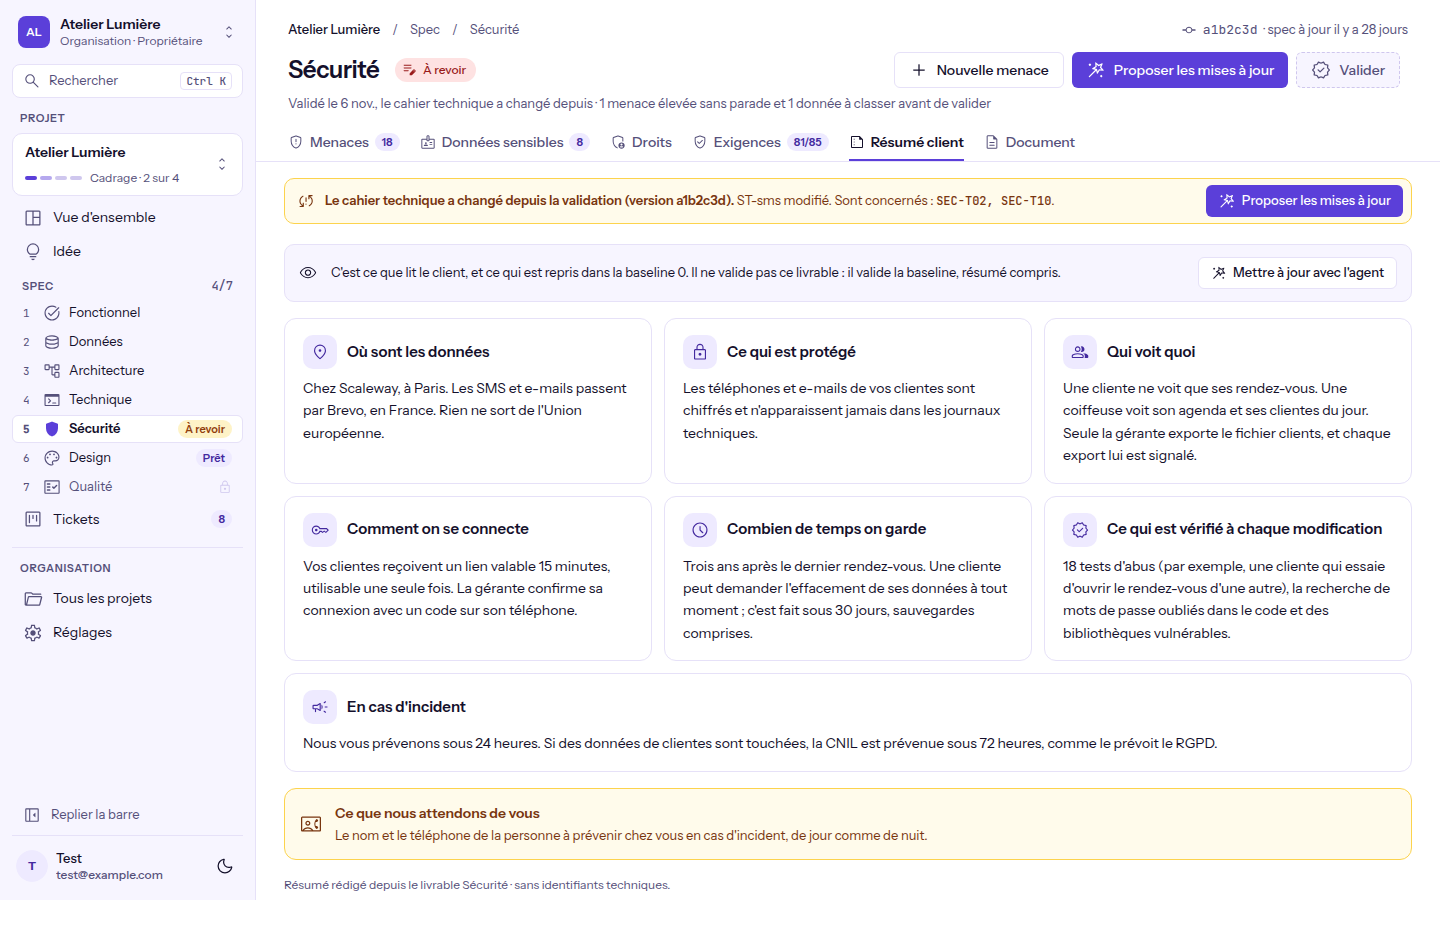 AL
Atelier Lumière
Organisation · Propriétaire
Rechercher
Ctrl K
PROJET
Atelier Lumière
Cadrage · 2 sur 4
Vue d'ensemble
Idée
SPEC 4/7
1 Fonctionnel
2 Données
3 Architecture
4 Technique
5 Sécurité À revoir
6 Design Prêt
7 Qualité
Tickets 8
ORGANISATION
Tous les projets
Réglages
Replier la barre
T
Test
test@example.com
Atelier Lumière / Spec / Sécurité
a1b2c3d · spec à jour il y a 28 jours
Sécurité À revoir
Nouvelle menace
Proposer les mises à jour
Valider
Validé le 6 nov., le cahier technique a changé depuis · 1 menace élevée sans parade et 1 donnée à classer avant de valider
Menaces 18 Données sensibles 8 Droits Exigences 81/85 Résumé client Document
Le cahier technique a changé depuis la validation (version a1b2c3d). ST-sms modifié. Sont concernés : SEC-T02, SEC-T10.
Proposer les mises à jour
C'est ce que lit le client, et ce qui est repris dans la baseline 0. Il ne valide pas ce livrable : il valide la baseline, résumé compris.
Mettre à jour avec l'agent
Où sont les données
Chez Scaleway, à Paris. Les SMS et e-mails passent
par Brevo, en France. Rien ne sort de l'Union
européenne.
Ce qui est protégé
Les téléphones et e-mails de vos clientes sont
chiffrés et n'apparaissent jamais dans les journaux
techniques.
Qui voit quoi
Une cliente ne voit que ses rendez-vous. Une
coiffeuse voit son agenda et ses clientes du jour.
Seule la gérante exporte le fichier clients, et chaque
export lui est signalé.
Comment on se connecte
Vos clientes reçoivent un lien valable 15 minutes,
utilisable une seule fois. La gérante confirme sa
connexion avec un code sur son téléphone.
Combien de temps on garde
Trois ans après le dernier rendez-vous. Une cliente
peut demander l'effacement de ses données à tout
moment ; c'est fait sous 30 jours, sauvegardes
comprises.
Ce qui est vérifié à chaque modification
18 tests d'abus (par exemple, une cliente qui essaie
d'ouvrir le rendez-vous d'une autre), la recherche de
mots de passe oubliés dans le code et des
bibliothèques vulnérables.
En cas d'incident
Nous vous prévenons sous 24 heures. Si des données de clientes sont touchées, la CNIL est prévenue sous 72 heures, comme le prévoit le RGPD.
Ce que nous attendons de vous
Le nom et le téléphone de la personne à prévenir chez vous en cas d'incident, de jour comme de nuit.
Résumé rédigé depuis le livrable Sécurité · sans identifiants techniques.